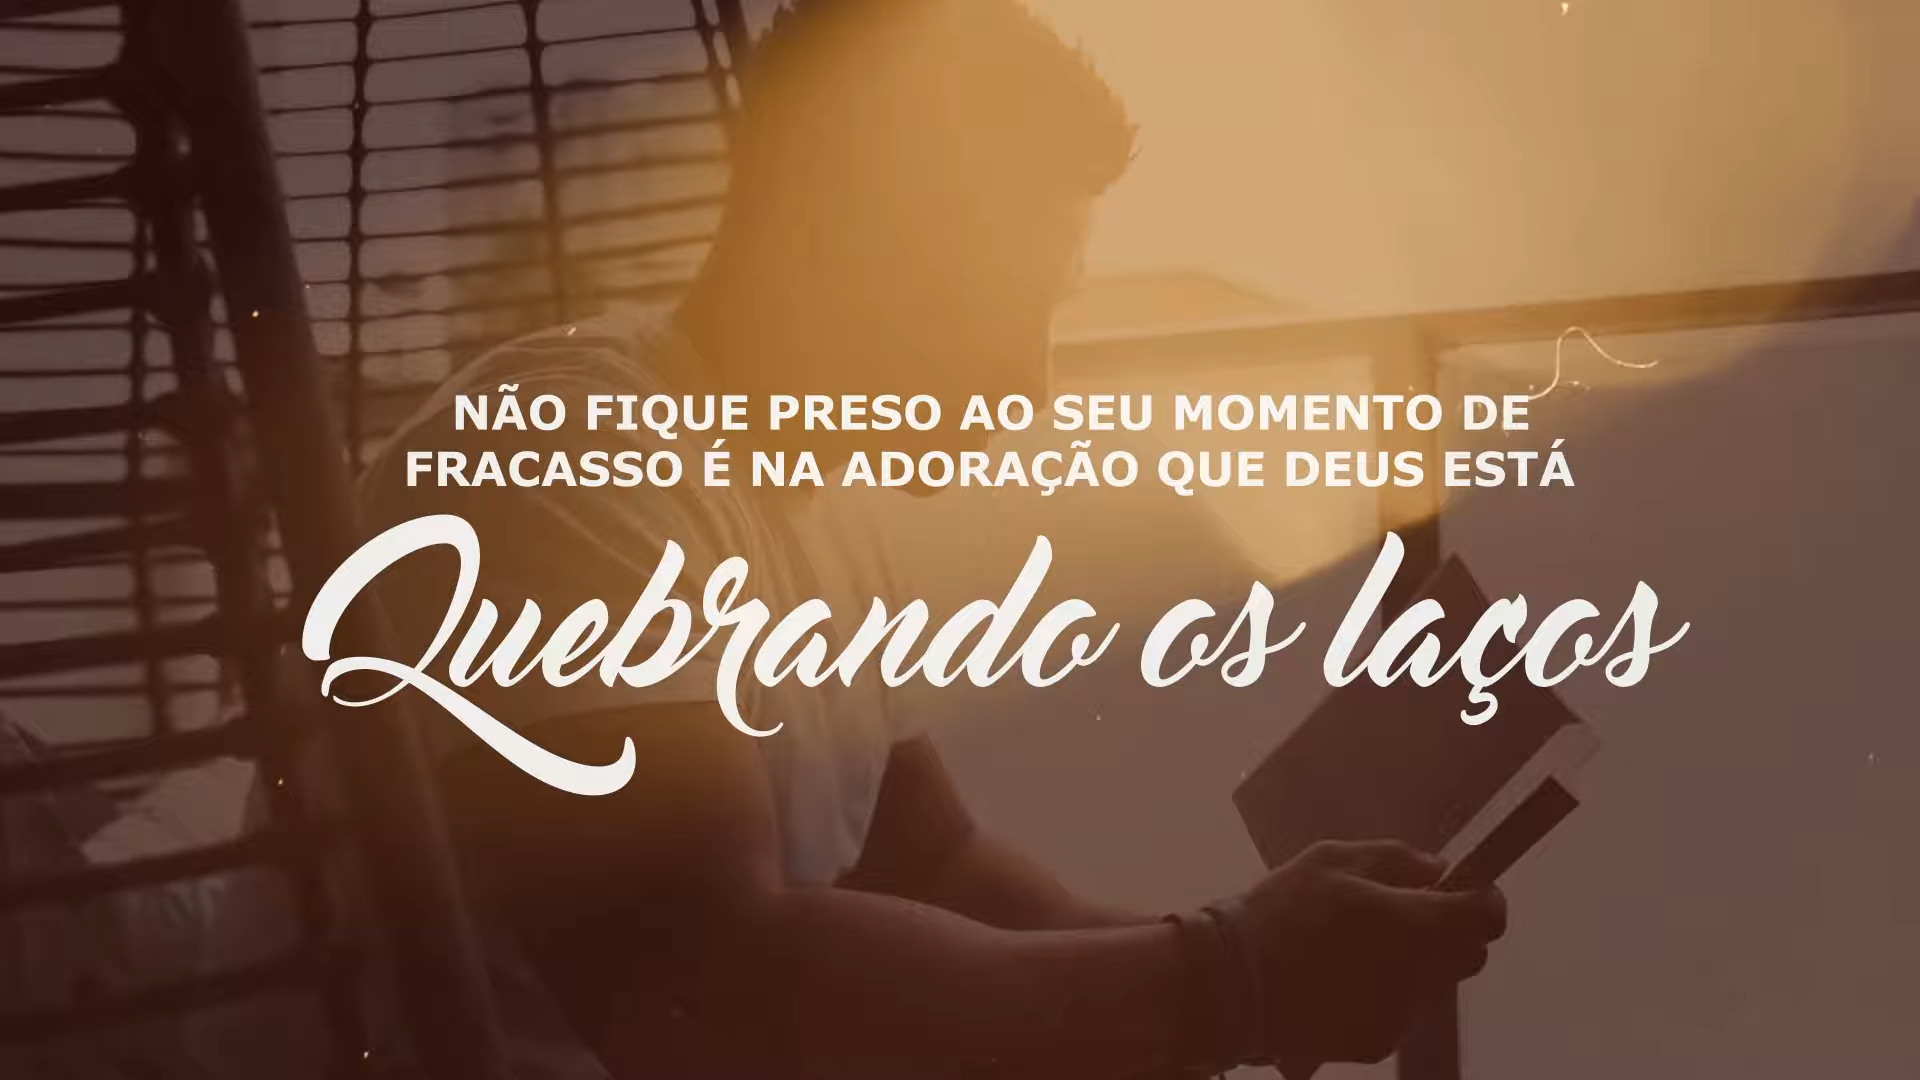 NÃO FIQUE PRESO AO SEU MOMENTO DE
FRACASSO É NA ADORAÇÃO QUE DEUS ESTÁ
Quebrando os laços